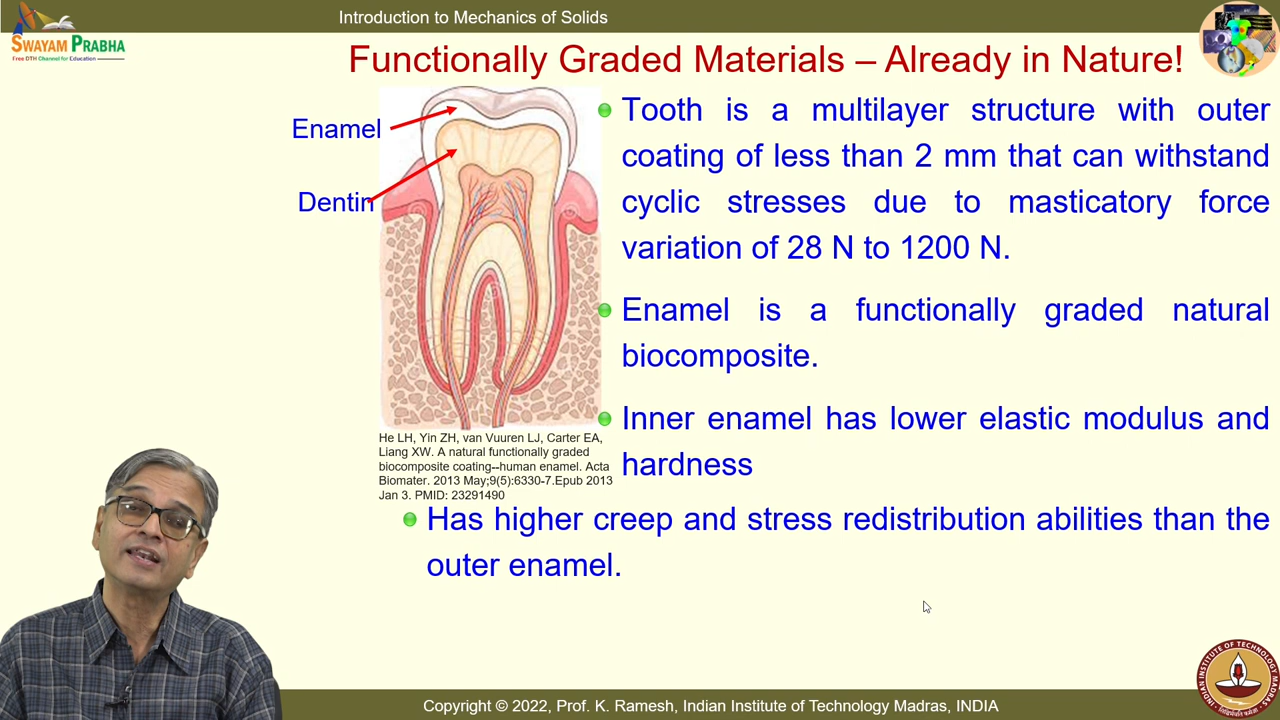 Introduction to Mechanics of Solids
SWAYAM PRABHA
Free DTH Channel for Education
Functionally Graded Materials – Already in Nature!
Enamel
Dentin
Tooth is a multilayer structure with outer
coating of less than 2 mm that can withstand
cyclic stresses due to masticatory force
variation of 28 N to 1200 N.
Enamel is a functionally graded natural
biocomposite.
Inner enamel has lower elastic modulus and
hardness
He LH, Yin ZH, van Vuuren LJ, Carter EA,
Liang XW. A natural functionally graded
biocomposite coating--human enamel. Acta
Biomater. 2013 May;9(5):6330-7.Epub 2013
Jan 3. PMID: 23291490
Has higher creep and stress redistribution abilities than the
outer enamel.
INDIAN INSTITUTE OF TECHNOLOGY MADRAS
Copyright © 2022, Prof. K. Ramesh, Indian Institute of Technology Madras, INDIA